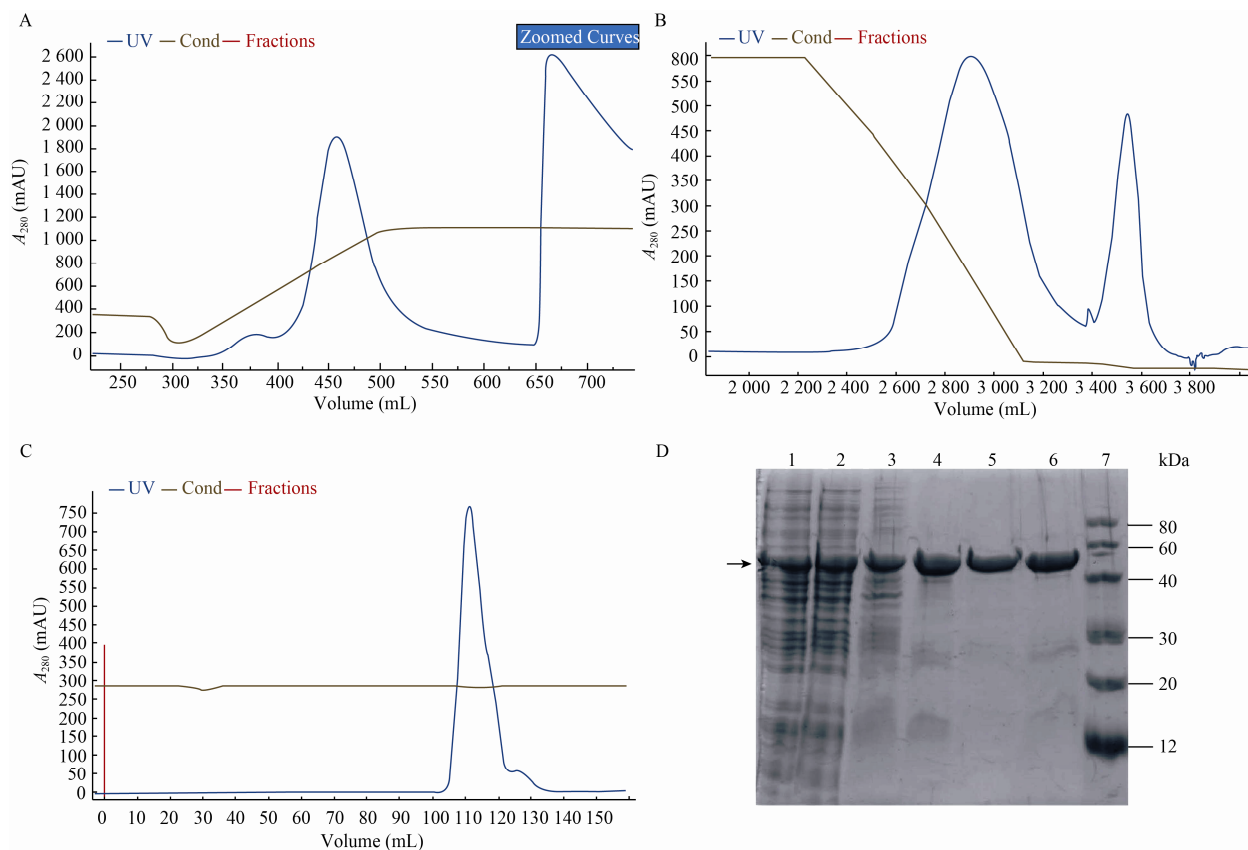 A
Zoomed Curves
UV Cond Fractions
2 600
2 400
2 200
2 000
1 800
1 600
1 400
1 200
1 000
800
600
400
200
0
A280 (mAU)
250 300 350 400 450 500 550 600 650 700
Volume (mL)
B
UV Cond Fractions
800
550
500
450
400
350
300
250
200
150
100
50
0
A280 (mAU)
2 000 2 200 2 400 2 600 2 800 3 000 3 200 3 400 3 600 3 800
Volume (mL)
C
UV Cond Fractions
750
700
650
600
550
500
450
400
350
300
250
200
150
100
50
0
A280 (mAU)
0 10 20 30 40 50 60 70 80 90 100 110 120 130 140 150
Volume (mL)
D
1 2 3 4 5 6 7 kDa
80
60
40
30
20
12